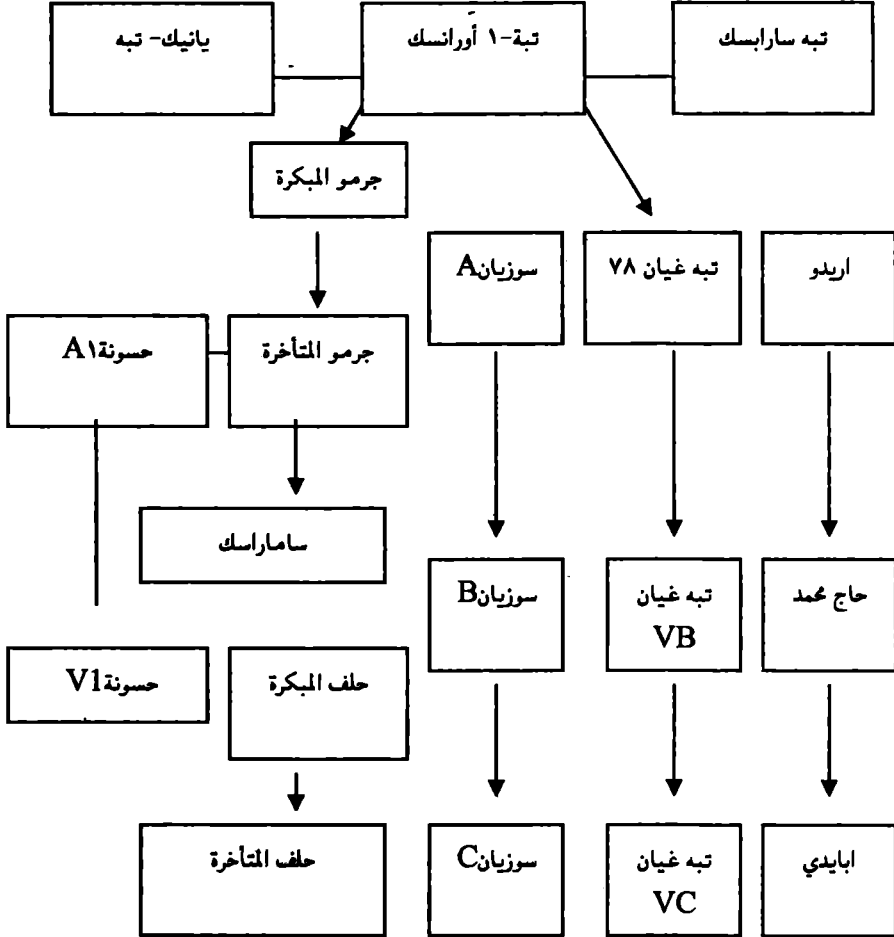 تبه سارابسك
تبة-١ أورانسك
يانيك- تبه
جرمو المبكرة
اريدو
تبه غيان ٧٨
سوزيانA
جرمو المتأخرة
حسونةA١
ساماراسك
حاج محمد
تبه غيان
VB
سوزيانB
حلف المبكرة
حسونةV1
ابايدي
تبه غيان
VC
سوزيانC
حلف المتأخرة